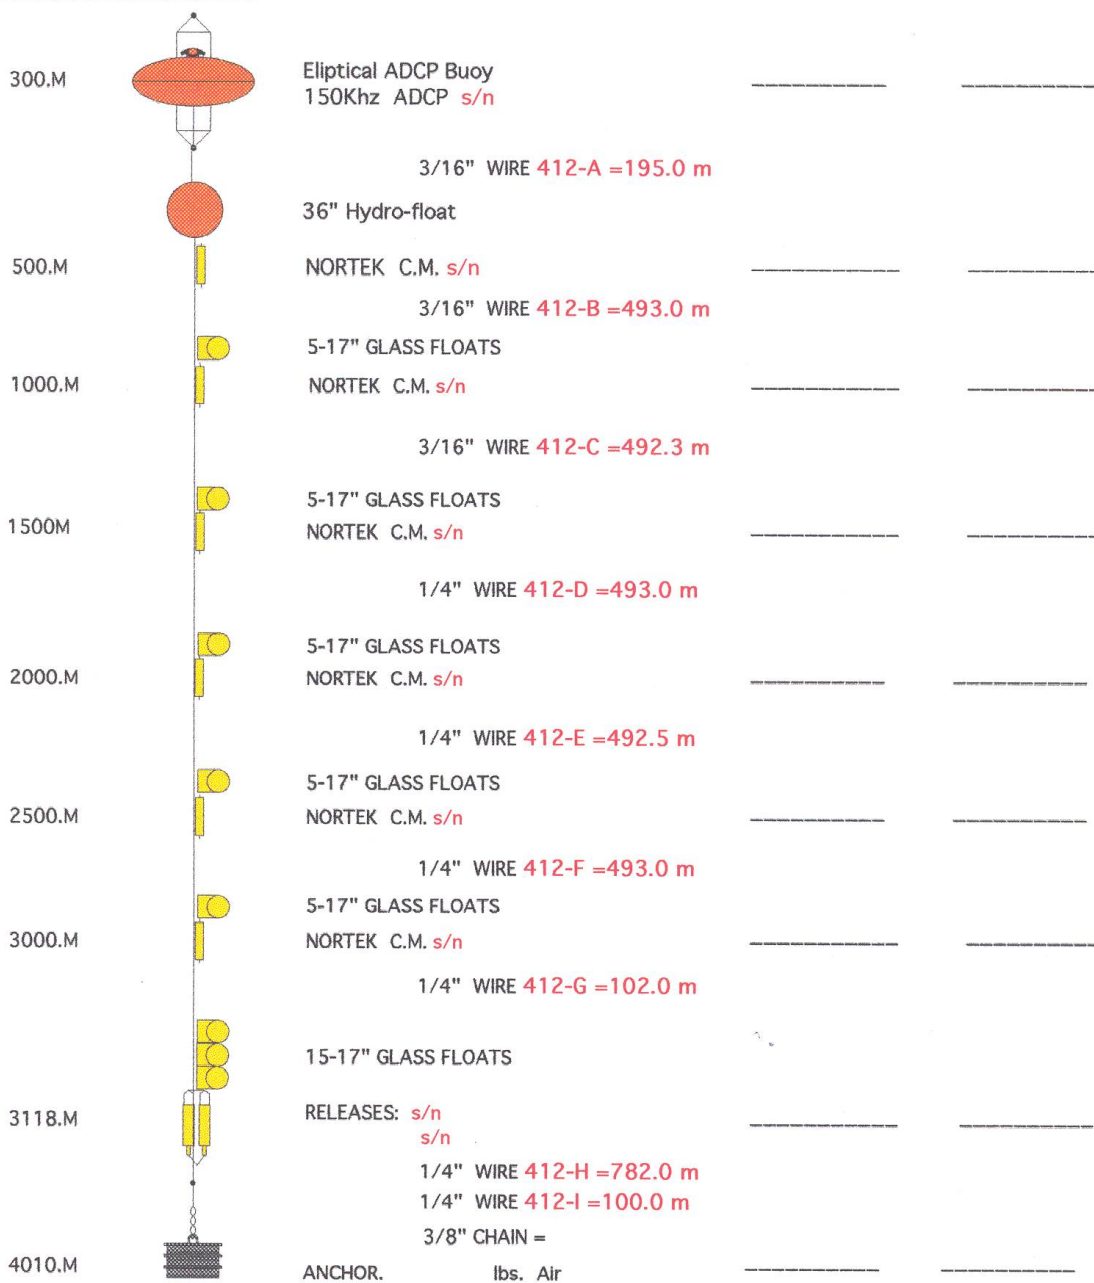 300.M Eliptical ADCP Buoy
150Khz ADCP s/n
3/16" WIRE 412-A =195.0 m
36" Hydro-float
500.M NORTEK C.M. s/n
3/16" WIRE 412-B =493.0 m
5-17" GLASS FLOATS
1000.M NORTEK C.M. s/n
3/16" WIRE 412-C =492.3 m
5-17" GLASS FLOATS
1500M NORTEK C.M. s/n
1/4" WIRE 412-D =493.0 m
5-17" GLASS FLOATS
2000.M NORTEK C.M. s/n
1/4" WIRE 412-E =492.5 m
5-17" GLASS FLOATS
2500.M NORTEK C.M. s/n
1/4" WIRE 412-F =493.0 m
5-17" GLASS FLOATS
3000.M NORTEK C.M. s/n
1/4" WIRE 412-G =102.0 m
15-17" GLASS FLOATS
3118.M RELEASES: s/n
s/n
1/4" WIRE 412-H =782.0 m
1/4" WIRE 412-I =100.0 m
3/8" CHAIN =
4010.M ANCHOR. lbs. Air